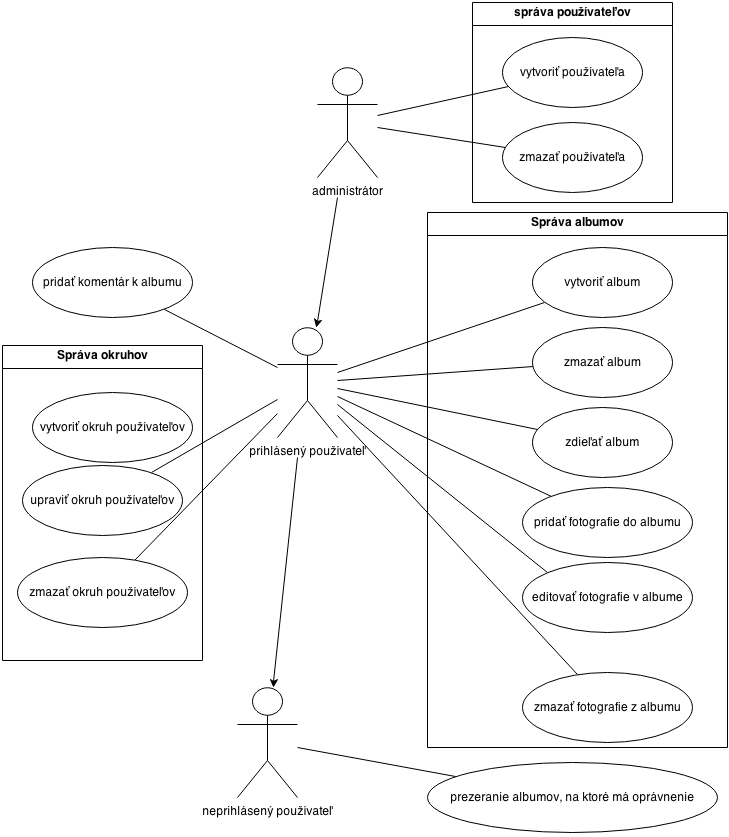 správa používateľov
vytvoriť používateľa
zmazať používateľa
administrátor
Správa albumov
vytvoriť album
zmazať album
zdieľať album
pridať fotografie do albumu
editovať fotografie v albume
zmazať fotografie z albumu
pridať komentár k albumu
Správa okruhov
vytvoriť okruh používateľov
upraviť okruh používateľov
zmazať okruh používateľov
prihlásený používateľ
neprihlásený používateľ
prezeranie albumov, na ktoré má oprávnenie